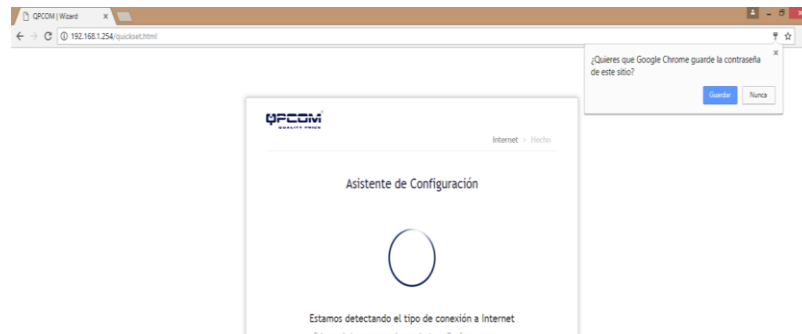 QPCOM | Wizard
192.168.1.254/quickset.html
¿Quieres que Google Chrome guarde la contraseña
de este sitio?
Guardar Nunca
QPCOM
QUALITY PRICE
Internet > Hecho
Asistente de Configuración
Estamos detectando el tipo de conexión a Internet